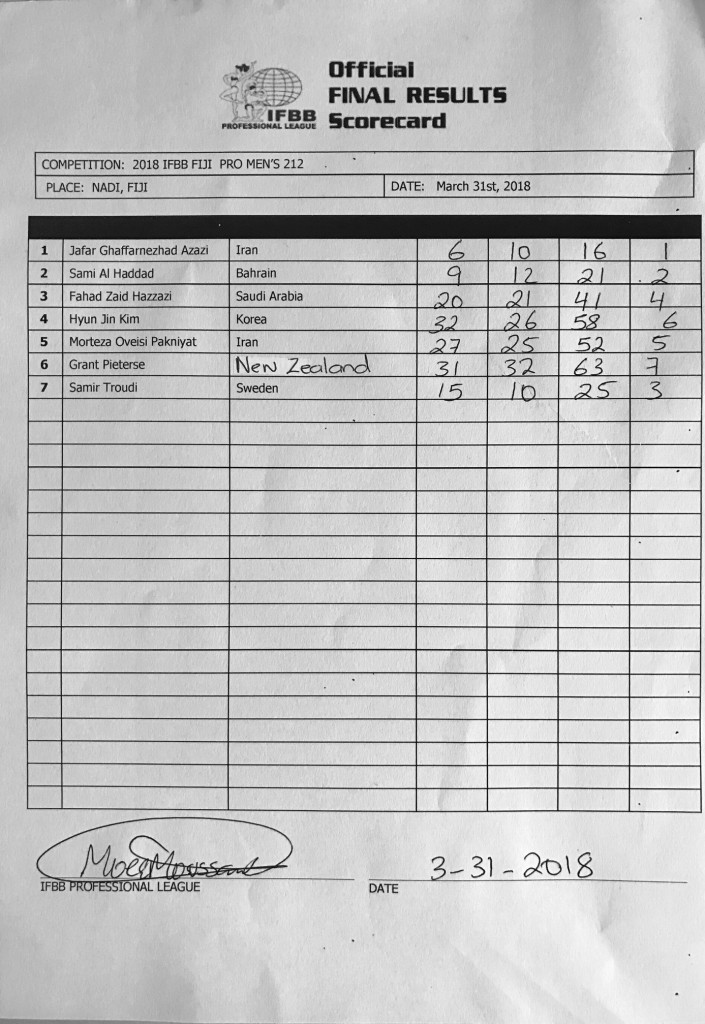 Official
FINAL RESULTS
Scorecard
IFBB
PROFESSIONAL LEAGUE
COMPETITION: 2018 IFBB FIJI PRO MEN'S 212
PLACE: NADI, FIJI DATE: March 31st, 2018
1 Jafar Ghaffarnezhad Azazi Iran 6 10 16 1
2 Sami Al Haddad Bahrain 9 12 21 2
3 Fahad Zaid Hazzazi Saudi Arabia 20 21 41 4
4 Hyun Jin Kim Korea 32 26 58 6
5 Morteza Oveisi Pakniyat Iran 27 25 52 5
6 Grant Pieterse New Zealand 31 32 63 7
7 Samir Troudi Sweden 15 10 25 3
3-31-2018
IFBB PROFESSIONAL LEAGUE DATE